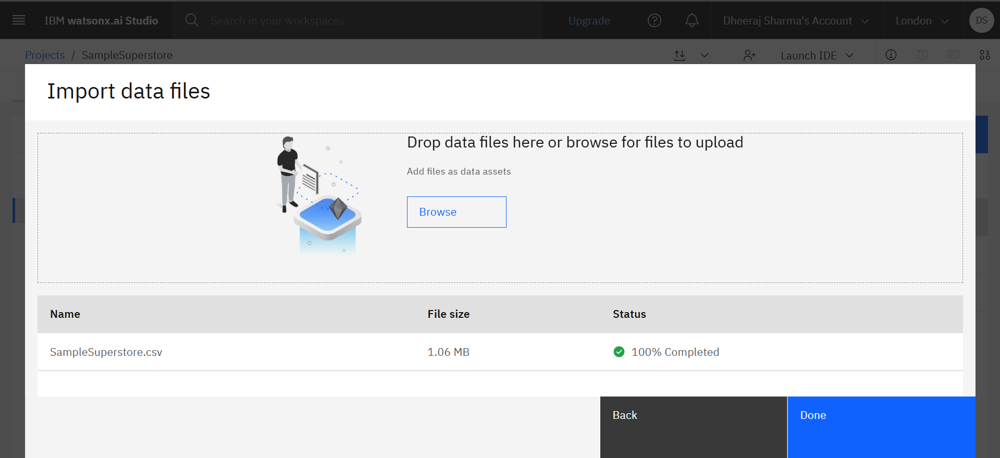 IBM watsonx.ai Studio
Search in your workspaces
Upgrade
Dheeraj Sharma's Account
London
DS
Projects / SampleSuperstore
Launch IDE
Import data files
Drop data files here or browse for files to upload
Add files as data assets
Browse
Name File size Status
SampleSuperstore.csv 1.06 MB 100% Completed
Back
Done